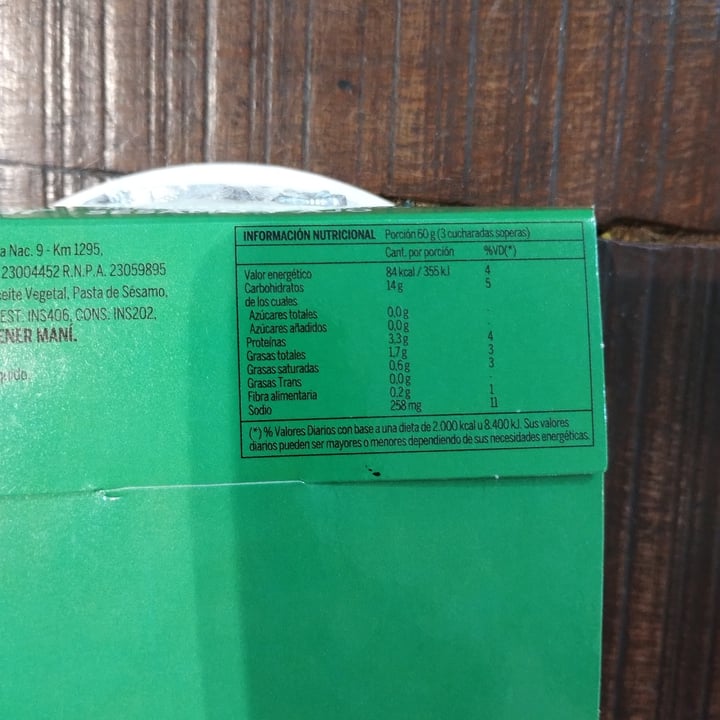 a Nac. 9 - Km 1295,
23004452 R.N.P.A. 23059895
ceite Vegetal, Pasta de Sésamo,
EST: INS406, CONS: INS202.
ENER MANÍ.
INFORMACIÓN NUTRICIONAL Porción 60 g (3 cucharadas soperas)
Cant. por porción %VD(*)
Valor energético 84 kcal / 355 kJ 4
Carbohidratos 14 g 5
de los cuales
Azúcares totales 0,0 g -
Azúcares añadidos 0,0 g -
Proteínas 3,3 g 4
Grasas totales 1,7 g 3
Grasas saturadas 0,6 g 3
Grasas Trans 0,0 g -
Fibra alimentaria 0,2 g 1
Sodio 258 mg 11
(*) % Valores Diarios con base a una dieta de 2.000 kcal u 8.400 kJ. Sus valores
diarios pueden ser mayores o menores dependiendo de sus necesidades energéticas.